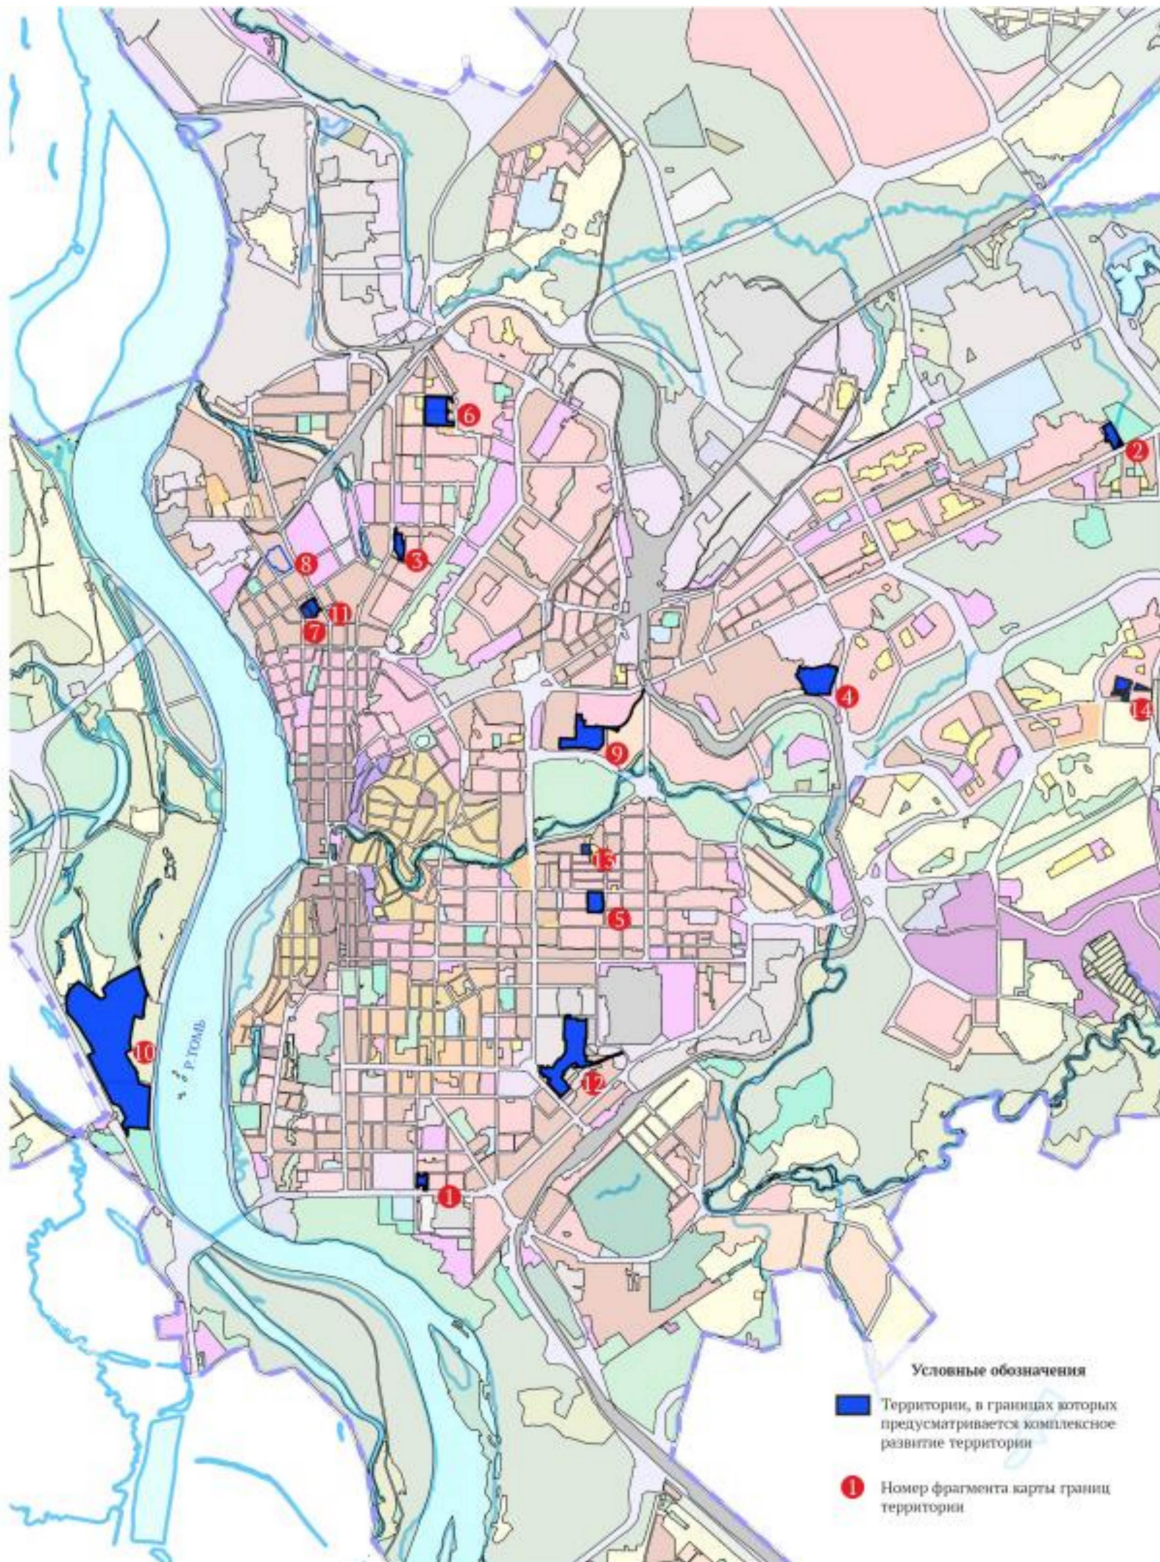 6
2
3
8
11
7
4
14
9
13
5
10
Р.ТОМЬ
12
1
Условные обозначения
Территории, в границах которых
предусматривается комплексное
развитие территории
1 Номер фрагмента карты границ
территории